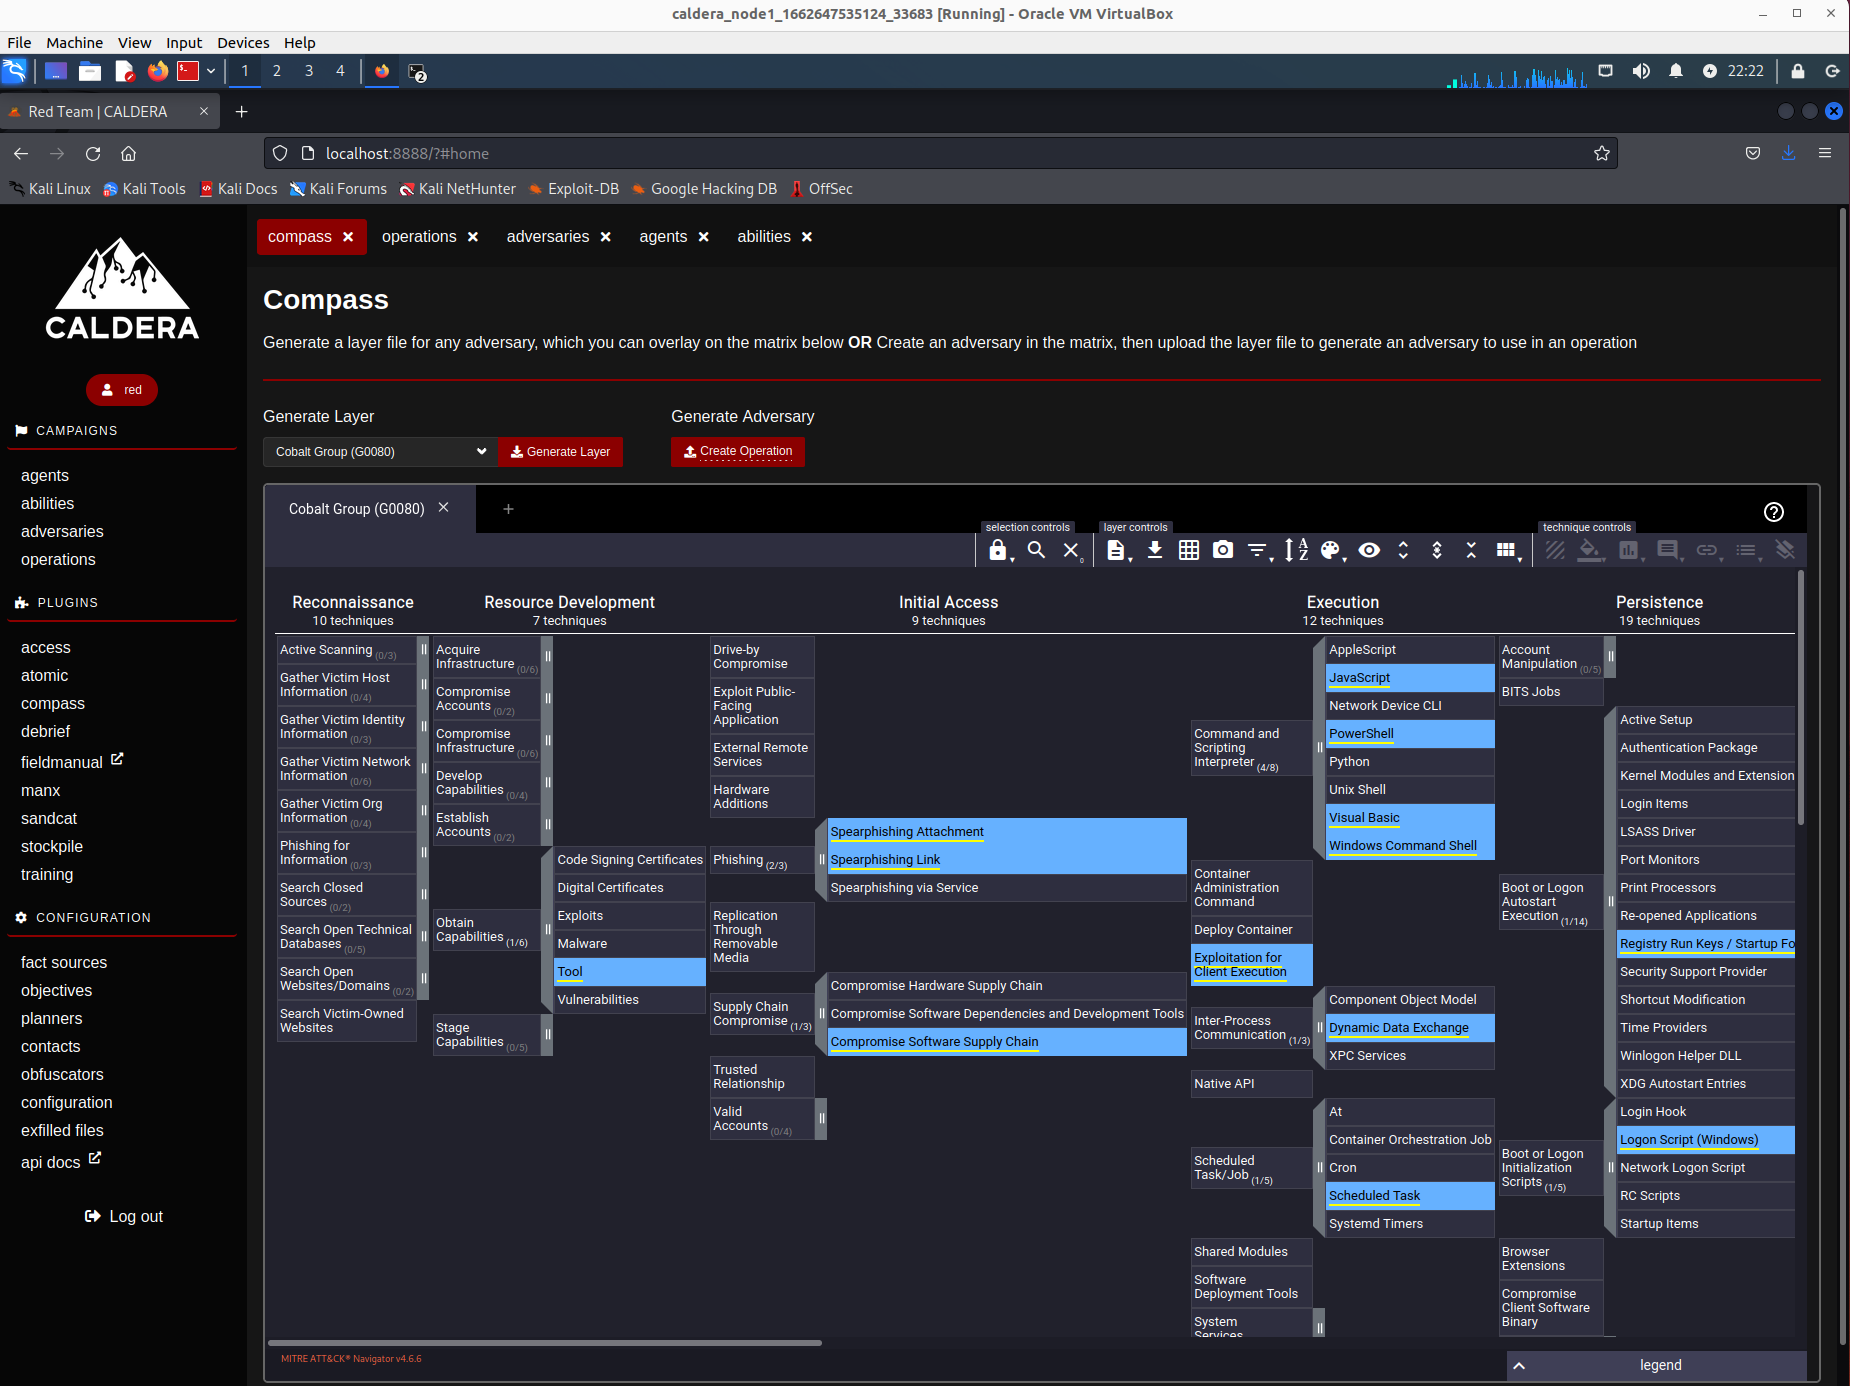 caldera_node1_1662647535124_33683 [Running] - Oracle VM VirtualBox
File Machine View Input Devices Help
1 2 3 4
2
22:22
Red Team | CALDERA
localhost:8888/?#home
Kali Linux Kali Tools Kali Docs Kali Forums Kali NetHunter Exploit-DB Google Hacking DB OffSec
CALDERA
red
CAMPAIGNS
agents
abilities
adversaries
operations
PLUGINS
access
atomic
compass
debrief
fieldmanual
manx
sandcat
stockpile
training
CONFIGURATION
fact sources
objectives
planners
contacts
obfuscators
configuration
exfilled files
api docs
Log out
compass operations adversaries agents abilities
Compass
Generate a layer file for any adversary, which you can overlay on the matrix below OR Create an adversary in the matrix, then upload the layer file to generate an adversary to use in an operation
Generate Layer
Cobalt Group (G0080)
Generate Layer
Generate Adversary
Create Operation
Cobalt Group (G0080)
selection controls
layer controls
technique controls
0
A
Z
Reconnaissance
10 techniques
Active Scanning (0/3)
Gather Victim Host
Information (0/4)
Gather Victim Identity
Information (0/3)
Gather Victim Network
Information (0/6)
Gather Victim Org
Information (0/4)
Phishing for
Information (0/3)
Search Closed
Sources (0/2)
Search Open Technical
Databases (0/5)
Search Open
Websites/Domains (0/2)
Search Victim-Owned
Websites
Resource Development
7 techniques
Acquire
Infrastructure (0/6)
Compromise
Accounts (0/2)
Compromise
Infrastructure (0/6)
Develop
Capabilities (0/4)
Establish
Accounts (0/2)
Obtain
Capabilities (1/6)
Code Signing Certificates
Digital Certificates
Exploits
Malware
Tool
Vulnerabilities
Stage
Capabilities (0/5)
Initial Access
9 techniques
Drive-by
Compromise
Exploit Public-
Facing
Application
External Remote
Services
Hardware
Additions
Phishing (2/3)
Spearphishing Attachment
Spearphishing Link
Spearphishing via Service
Replication
Through
Removable
Media
Supply Chain
Compromise (1/3)
Compromise Hardware Supply Chain
Compromise Software Dependencies and Development Tools
Compromise Software Supply Chain
Trusted
Relationship
Valid
Accounts (0/4)
Execution
12 techniques
Command and
Scripting
Interpreter (4/8)
AppleScript
JavaScript
Network Device CLI
PowerShell
Python
Unix Shell
Visual Basic
Windows Command Shell
Container
Administration
Command
Deploy Container
Exploitation for
Client Execution
Inter-Process
Communication (1/3)
Component Object Model
Dynamic Data Exchange
XPC Services
Native API
Scheduled
Task/Job (1/5)
At
Container Orchestration Job
Cron
Scheduled Task
Systemd Timers
Shared Modules
Software
Deployment Tools
System
Services
Persistence
19 techniques
Account
Manipulation (0/5)
BITS Jobs
Boot or Logon
Autostart
Execution (1/14)
Active Setup
Authentication Package
Kernel Modules and Extension
Login Items
LSASS Driver
Port Monitors
Print Processors
Re-opened Applications
Registry Run Keys / Startup Fo
Security Support Provider
Shortcut Modification
Time Providers
Winlogon Helper DLL
XDG Autostart Entries
Boot or Logon
Initialization
Scripts (1/5)
Login Hook
Logon Script (Windows)
Network Logon Script
RC Scripts
Startup Items
Browser
Extensions
Compromise
Client Software
Binary
MITRE ATT&CK® Navigator v4.6.6
legend